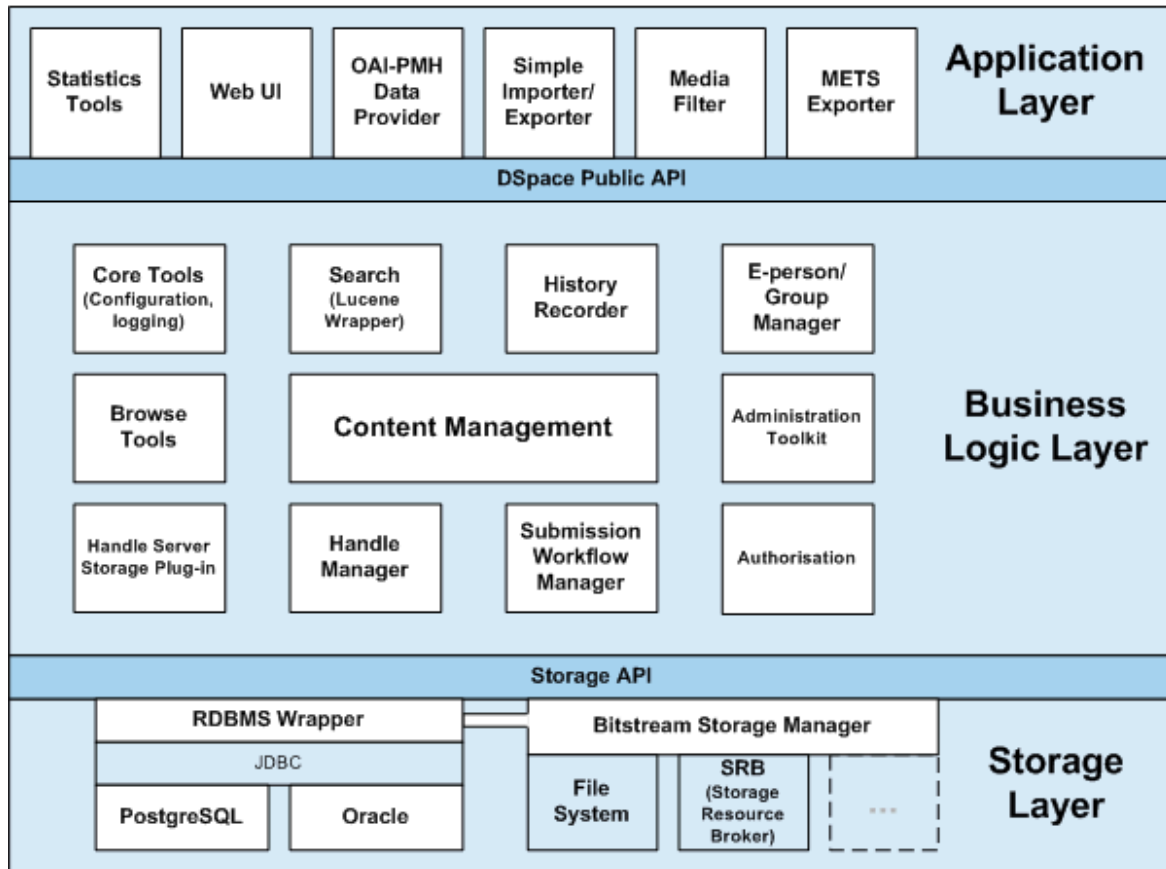 Statistics
Tools
Web UI
OAI-PMH
Data
Provider
Simple
Importer/
Exporter
Media
Filter
METS
Exporter
Application
Layer
DSpace Public API
Core Tools
(Configuration,
logging)
Search
(Lucene
Wrapper)
History
Recorder
E-person/
Group
Manager
Browse
Tools
Content Management
Administration
Toolkit
Business
Logic Layer
Handle Server
Storage Plug-in
Handle
Manager
Submission
Workflow
Manager
Authorisation
Storage API
RDBMS Wrapper
Bitstream Storage Manager
JDBC
PostgreSQL
Oracle
File
System
SRB
(Storage
Resource
Broker)
...
Storage
Layer